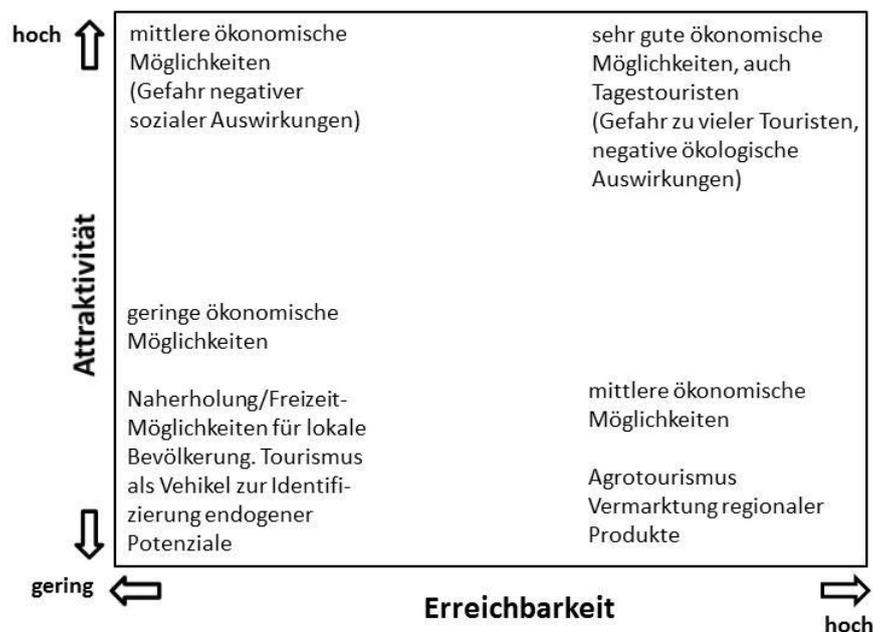 hoch
mittlere ökonomische
Möglichkeiten
(Gefahr negativer
sozialer Auswirkungen)
sehr gute ökonomische
Möglichkeiten, auch
Tagestouristen
(Gefahr zu vieler Touristen,
negative ökologische
Auswirkungen)
Attraktivität
geringe ökonomische
Möglichkeiten
Naherholung/Freizeit-
Möglichkeiten für lokale
Bevölkerung. Tourismus
als Vehikel zur Identifi-
zierung endogener
Potenziale
mittlere ökonomische
Möglichkeiten
Agrotourismus
Vermarktung regionaler
Produkte
gering
Erreichbarkeit
hoch